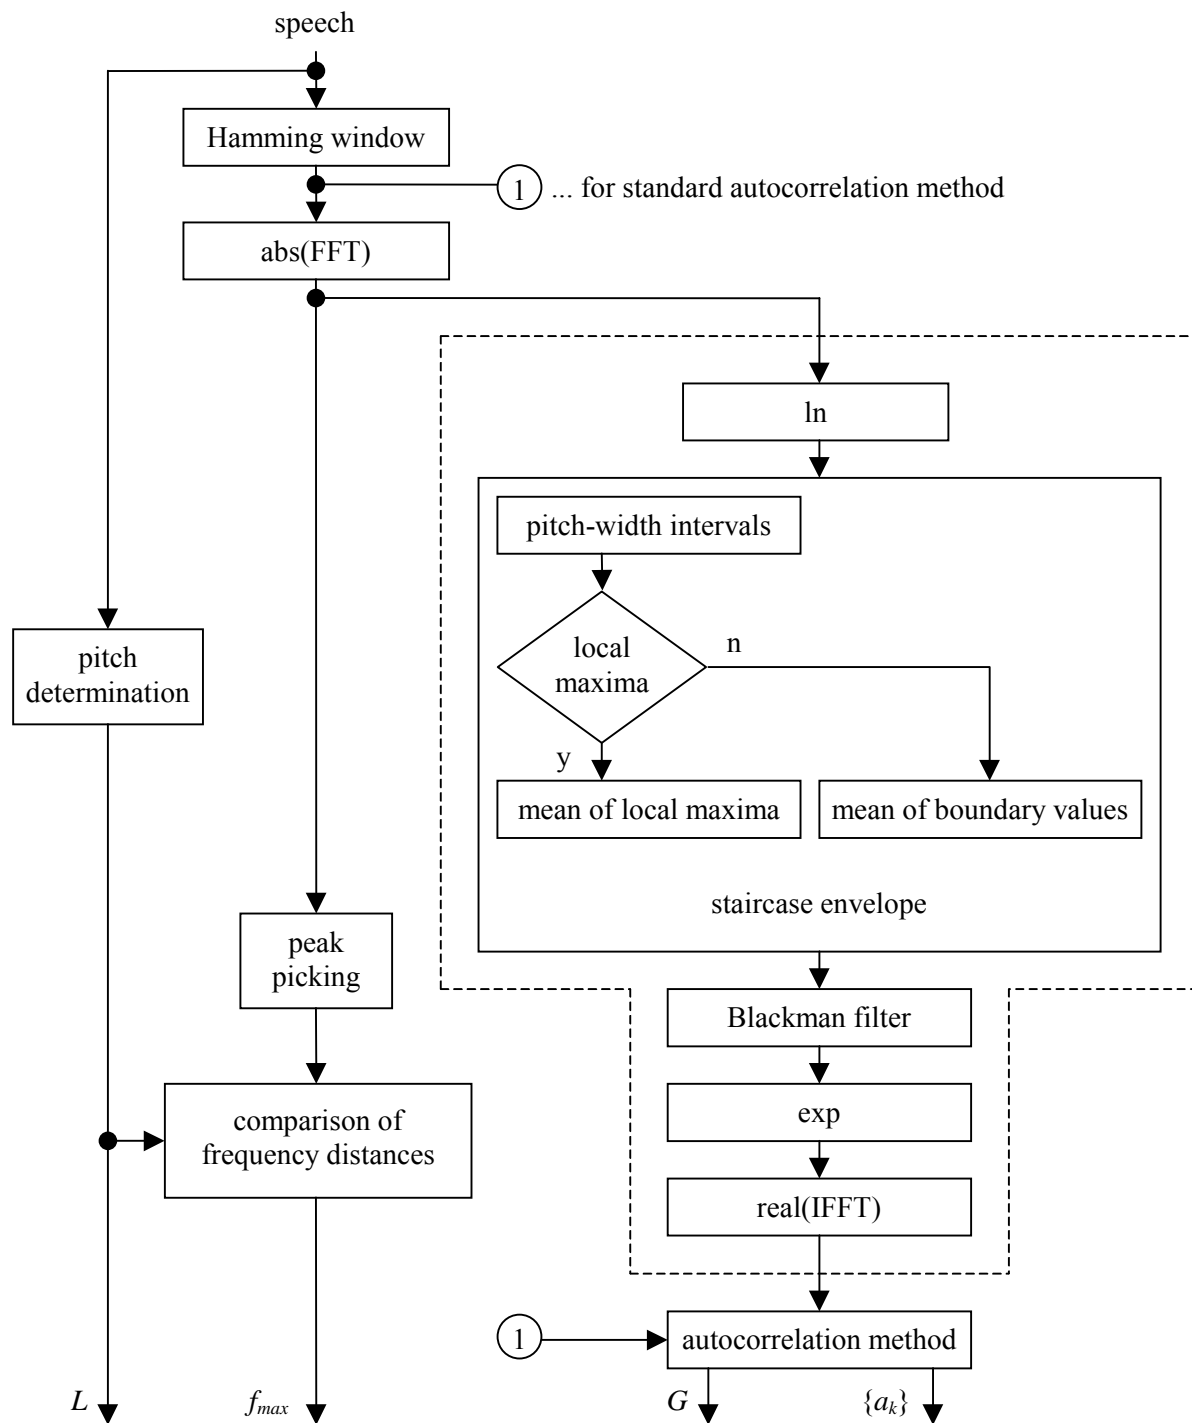 speech
Hamming window
1 ... for standard autocorrelation method
abs(FFT)
ln
pitch-width intervals
local
maxima
n
y
pitch
determination
mean of local maxima
mean of boundary values
staircase envelope
peak
picking
Blackman filter
comparison of
frequency distances
exp
real(IFFT)
1
autocorrelation method
L
f_max
G
{a_k}